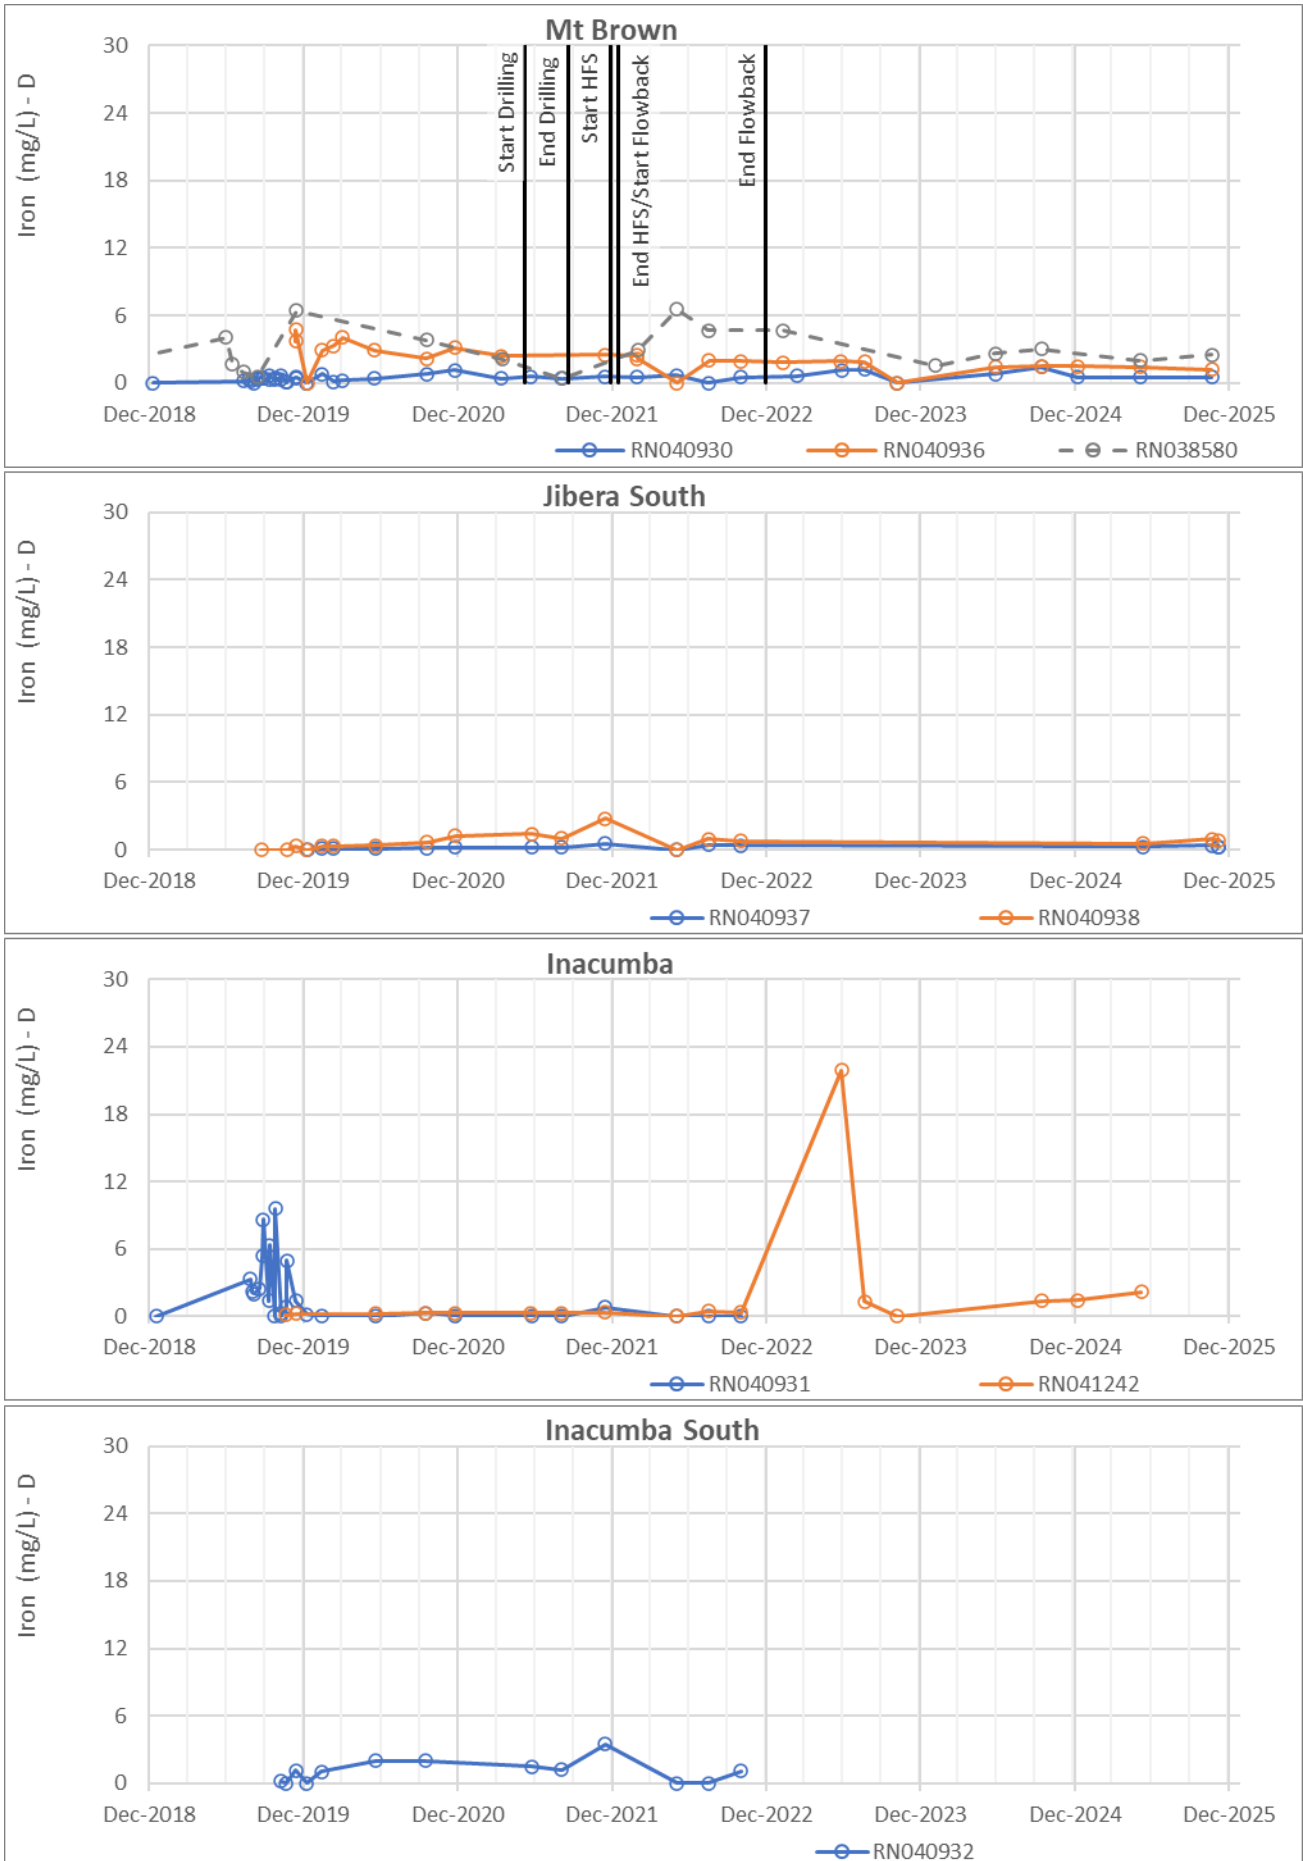 Mt Brown
Iron (mg/L) - D
30
24
18
12
6
0
Start Drilling
End Drilling
Start HFS
End HFS/Start Flowback
End Flowback
Dec-2018 Dec-2019 Dec-2020 Dec-2021 Dec-2022 Dec-2023 Dec-2024 Dec-2025
RN040930 RN040936 RN038580
Jibera South
Iron (mg/L) - D
30
24
18
12
6
0
Dec-2018 Dec-2019 Dec-2020 Dec-2021 Dec-2022 Dec-2023 Dec-2024 Dec-2025
RN040937 RN040938
Inacumba
Iron (mg/L) - D
30
24
18
12
6
0
Dec-2018 Dec-2019 Dec-2020 Dec-2021 Dec-2022 Dec-2023 Dec-2024 Dec-2025
RN040931 RN041242
Inacumba South
Iron (mg/L) - D
30
24
18
12
6
0
Dec-2018 Dec-2019 Dec-2020 Dec-2021 Dec-2022 Dec-2023 Dec-2024 Dec-2025
RN040932